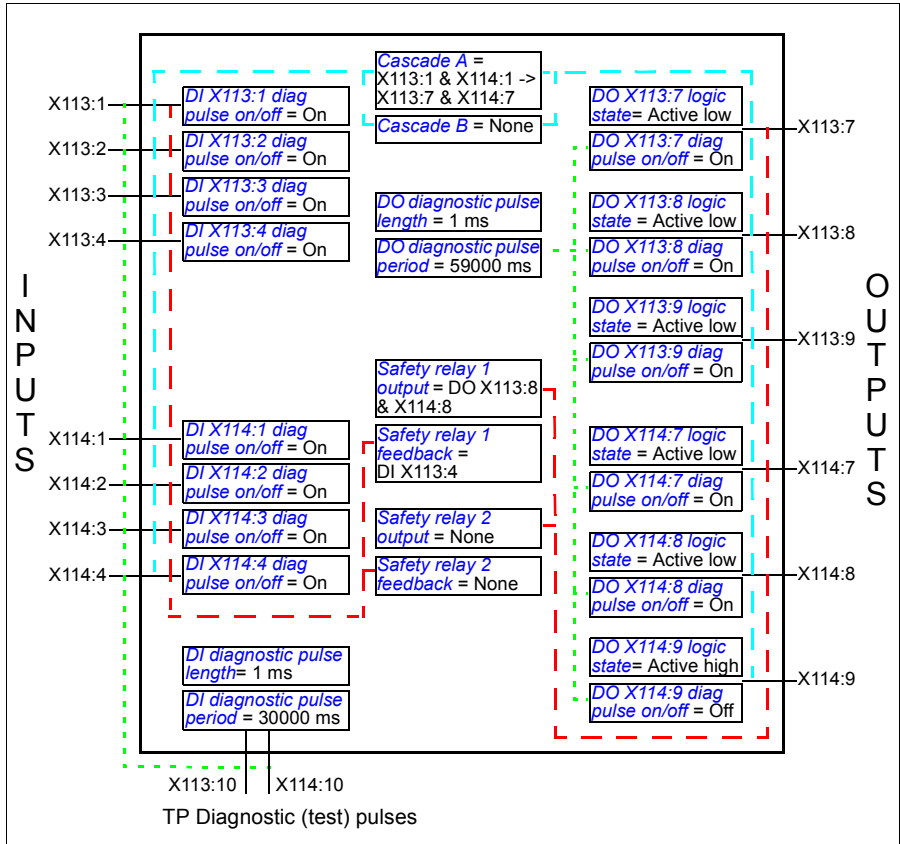 INPUTS
X113:1
X113:2
X113:3
X113:4
X114:1
X114:2
X114:3
X114:4
DI X113:1 diag
pulse on/off = On
DI X113:2 diag
pulse on/off = On
DI X113:3 diag
pulse on/off = On
DI X113:4 diag
pulse on/off = On
DI X114:1 diag
pulse on/off = On
DI X114:2 diag
pulse on/off = On
DI X114:3 diag
pulse on/off = On
DI X114:4 diag
pulse on/off = On
DI diagnostic pulse
length= 1 ms
DI diagnostic pulse
period = 30000 ms
Cascade A =
X113:1 & X114:1 ->
X113:7 & X114:7
Cascade B = None
DO diagnostic pulse
length = 1 ms
DO diagnostic pulse
period = 59000 ms
Safety relay 1
output = DO X113:8
& X114:8
Safety relay 1
feedback =
DI X113:4
Safety relay 2
output = None
Safety relay 2
feedback = None
DO X113:7 logic
state= Active low
DO X113:7 diag
pulse on/off = On
DO X113:8 logic
state = Active low
DO X113:8 diag
pulse on/off = On
DO X113:9 logic
state = Active low
DO X113:9 diag
pulse on/off = On
DO X114:7 logic
state = Active low
DO X114:7 diag
pulse on/off = On
DO X114:8 logic
state = Active low
DO X114:8 diag
pulse on/off = On
DO X114:9 logic
state= Active high
DO X114:9 diag
pulse on/off = Off
X113:7
X113:8
X113:9
X114:7
X114:8
X114:9
OUTPUTS
X113:10
X114:10
TP Diagnostic (test) pulses